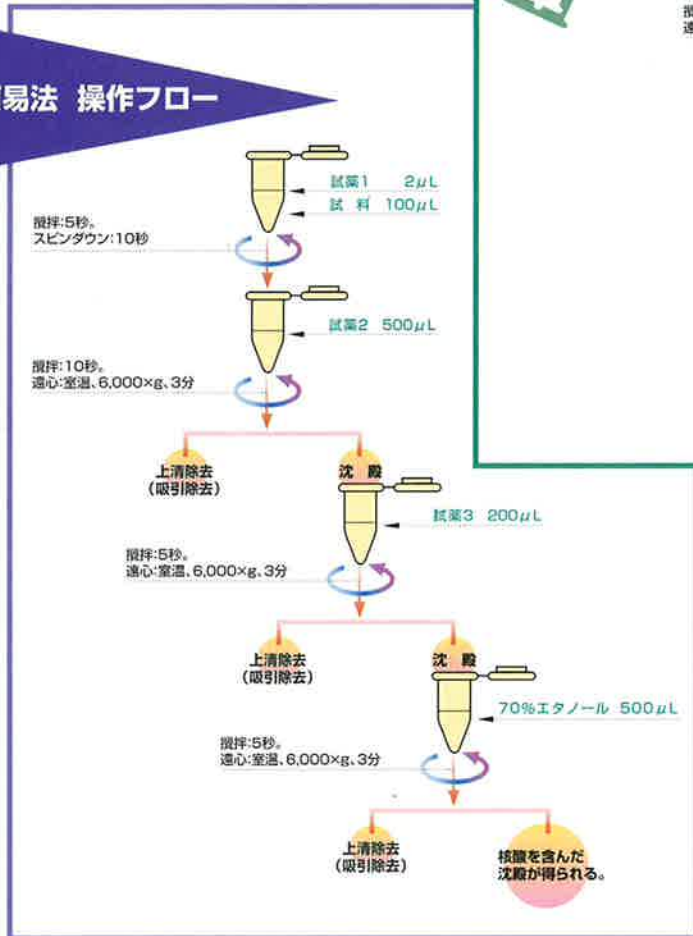 易法 操作フロー
試薬1 2μL
試 料 100μL
攪拌:5秒。
スピンダウン:10秒
試薬2 500μL
攪拌:10秒。
遠心:室温、6,000×g、3分
上清除去
(吸引除去)
沈 殿
試薬3 200μL
攪拌:5秒。
遠心:室温、6,000×g、3分
上清除去
(吸引除去)
沈 殿
70%エタノール 500μL
攪拌:5秒。
遠心:室温、6,000×g、3分
上清除去
(吸引除去)
核酸を含んだ
沈殿が得られる。